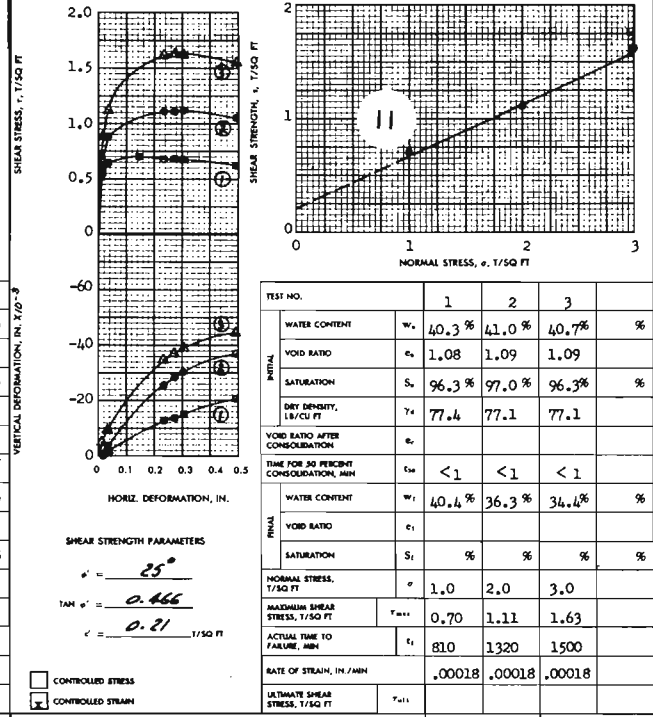 2.0
1.5
1.0
0.5
0
SHEAR STRESS, τ, T/SQ FT
③
②
①
-60
-40
-20
0
VERTICAL DEFORMATION, IN. X10⁻³
③
②
①
0 0.1 0.2 0.3 0.4 0.5
HORIZ. DEFORMATION, IN.
2
1
0
SHEAR STRENGTH, s, T/SQ FT
11
0 1 2 3
NORMAL STRESS, σ, T/SQ FT
SHEAR STRENGTH PARAMETERS
φ' = 25°
TAN φ' = 0.466
c' = 0.21 T/SQ FT
CONTROLLED STRESS
CONTROLLED STRAIN
TEST NO. 1 2 3
INITIAL
WATER CONTENT w₀ 40.3 % 41.0 % 40.7% %
VOID RATIO e₀ 1.08 1.09 1.09
SATURATION S₀ 96.3 % 97.0 % 96.3% %
DRY DENSITY, LB/CU FT γd 77.4 77.1 77.1
VOID RATIO AFTER CONSOLIDATION ec
TIME FOR 50 PERCENT CONSOLIDATION, MIN t50 <1 <1 <1
FINAL
WATER CONTENT wf 40.4 % 36.3 % 34.4% %
VOID RATIO ef
SATURATION Sf % % % %
NORMAL STRESS, T/SQ FT σ 1.0 2.0 3.0
MAXIMUM SHEAR STRESS, T/SQ FT τmax 0.70 1.11 1.63
ACTUAL TIME TO FAILURE, MIN tf 810 1320 1500
RATE OF STRAIN, IN./MIN .00018 .00018 .00018
ULTIMATE SHEAR STRESS, T/SQ FT τult